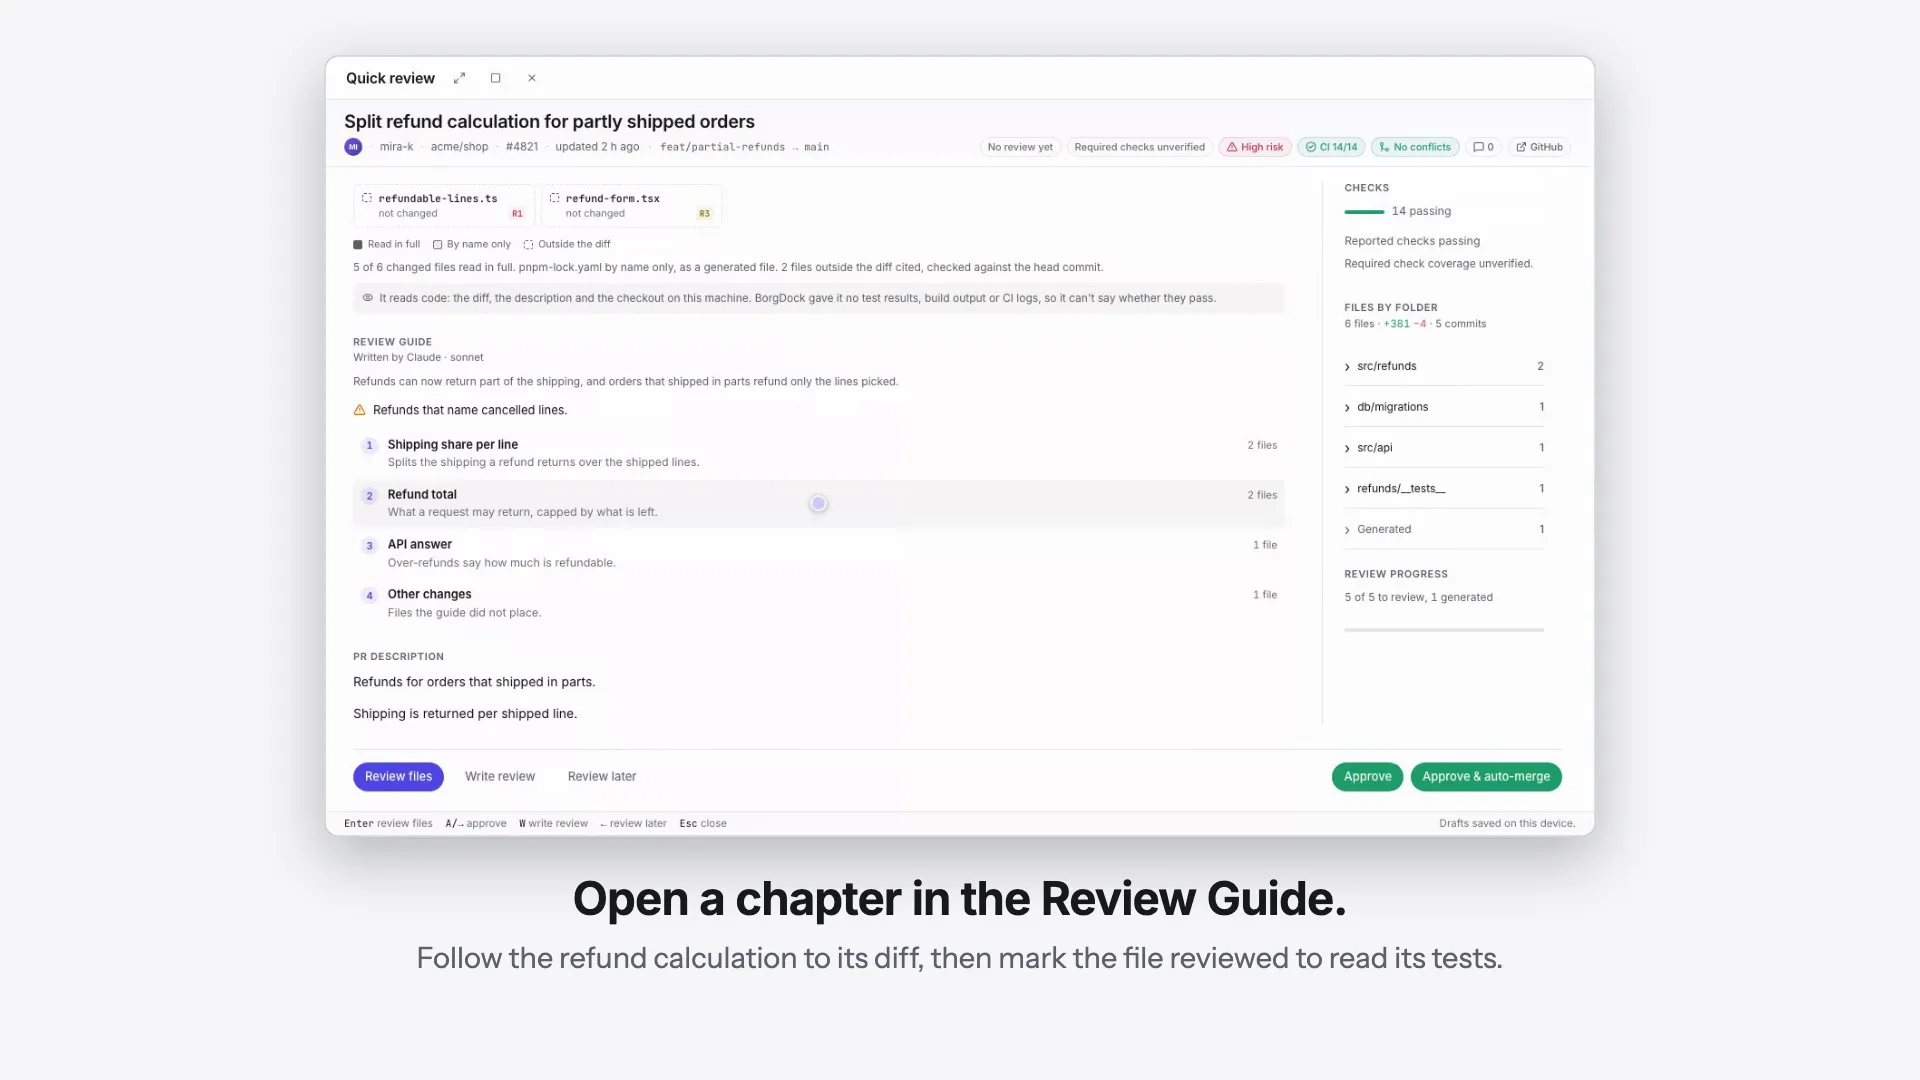 Quick review
Split refund calculation for partly shipped orders
MI · mira-k · acme/shop · #4821 · updated 2 h ago · feat/partial-refunds → main
No review yet
Required checks unverified
High risk
CI 14/14
No conflicts
0
GitHub
refundable-lines.ts
not changed
R1
refund-form.tsx
not changed
R3
Read in full
By name only
Outside the diff
5 of 6 changed files read in full. pnpm-lock.yaml by name only, as a generated file. 2 files outside the diff cited, checked against the head commit.
It reads code: the diff, the description and the checkout on this machine. BorgDock gave it no test results, build output or CI logs, so it can't say whether they pass.
REVIEW GUIDE
Written by Claude · sonnet
Refunds can now return part of the shipping, and orders that shipped in parts refund only the lines picked.
Refunds that name cancelled lines.
1 Shipping share per line 2 files
Splits the shipping a refund returns over the shipped lines.
2 Refund total 2 files
What a request may return, capped by what is left.
3 API answer 1 file
Over-refunds say how much is refundable.
4 Other changes 1 file
Files the guide did not place.
PR DESCRIPTION
Refunds for orders that shipped in parts.
Shipping is returned per shipped line.
CHECKS
14 passing
Reported checks passing
Required check coverage unverified.
FILES BY FOLDER
6 files · +381 −4 · 5 commits
src/refunds 2
db/migrations 1
src/api 1
refunds/__tests__ 1
Generated 1
REVIEW PROGRESS
5 of 5 to review, 1 generated
Review files
Write review
Review later
Approve
Approve & auto-merge
Enter review files A/→ approve W write review ← review later Esc close
Drafts saved on this device.
Open a chapter in the Review Guide.
Follow the refund calculation to its diff, then mark the file reviewed to read its tests.